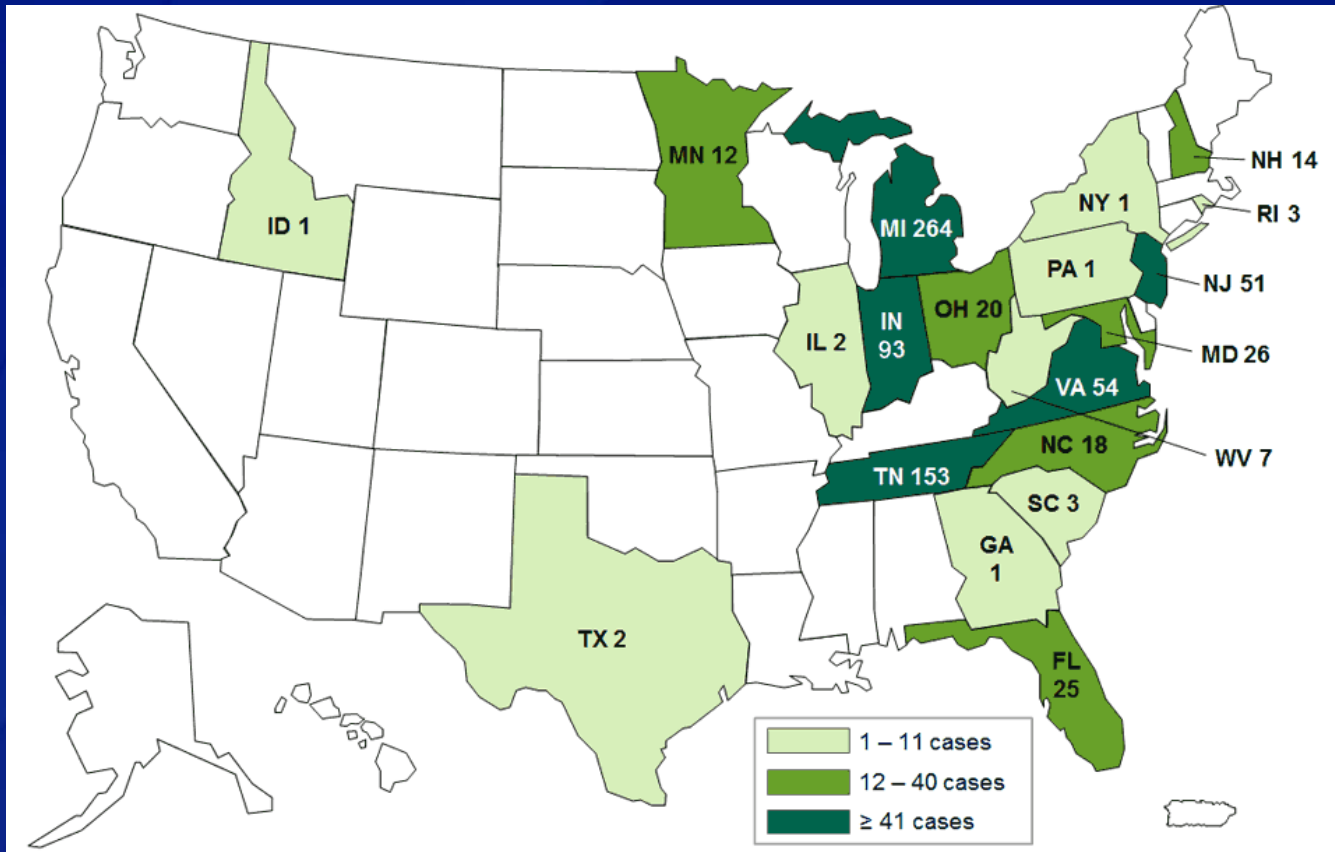 MN 12
NH 14
ID 1
NY 1
RI 3
MI 264
PA 1
NJ 51
OH 20
IL 2
IN
93
MD 26
VA 54
NC 18
WV 7
TN 153
SC 3
GA
1
TX 2
FL
25
1 – 11 cases
12 – 40 cases
≥ 41 cases